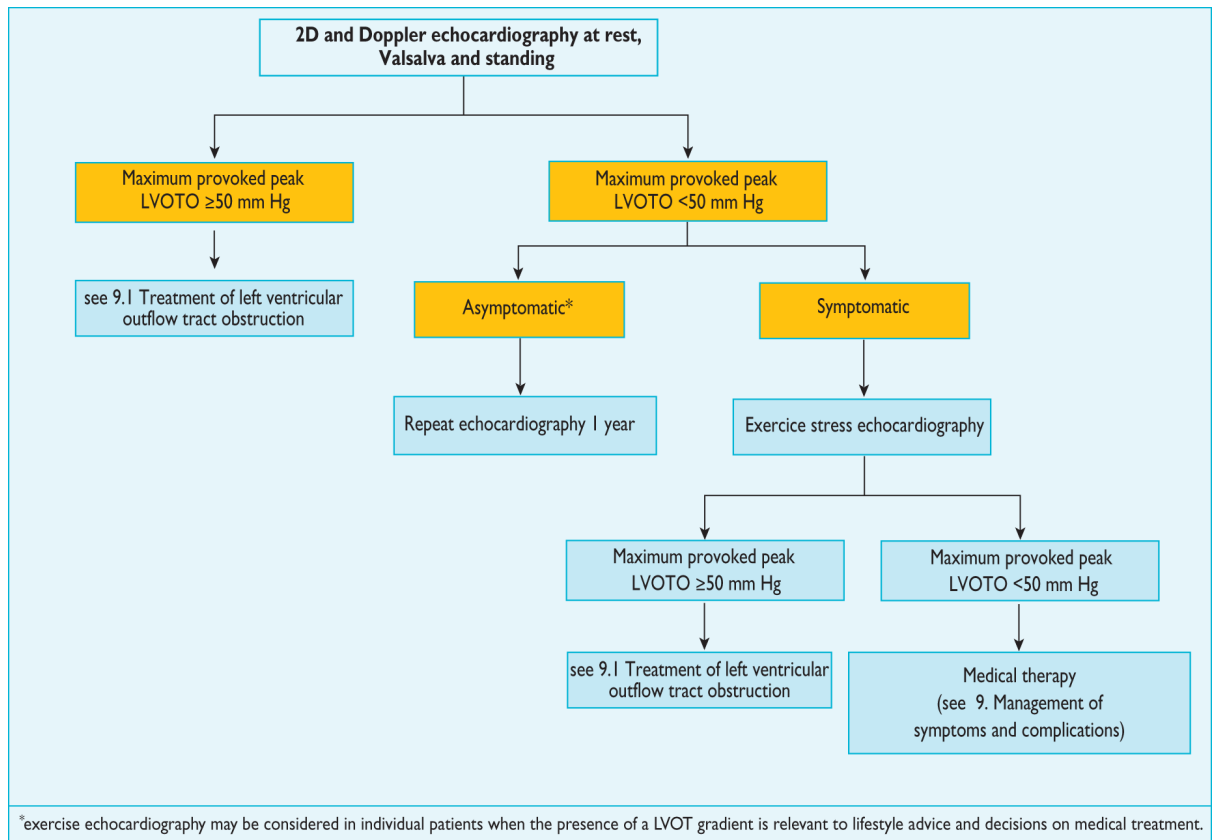 2D and Doppler echocardiography at rest,
Valsalva and standing
Maximum provoked peak
LVOTO ≥50 mm Hg
Maximum provoked peak
LVOTO <50 mm Hg
see 9.1 Treatment of left ventricular
outflow tract obstruction
Asymptomatic*
Symptomatic
Repeat echocardiography 1 year
Exercice stress echocardiography
Maximum provoked peak
LVOTO ≥50 mm Hg
Maximum provoked peak
LVOTO <50 mm Hg
see 9.1 Treatment of left ventricular
outflow tract obstruction
Medical therapy
(see 9. Management of
symptoms and complications)
*exercise echocardiography may be considered in individual patients when the presence of a LVOT gradient is relevant to lifestyle advice and decisions on medical treatment.